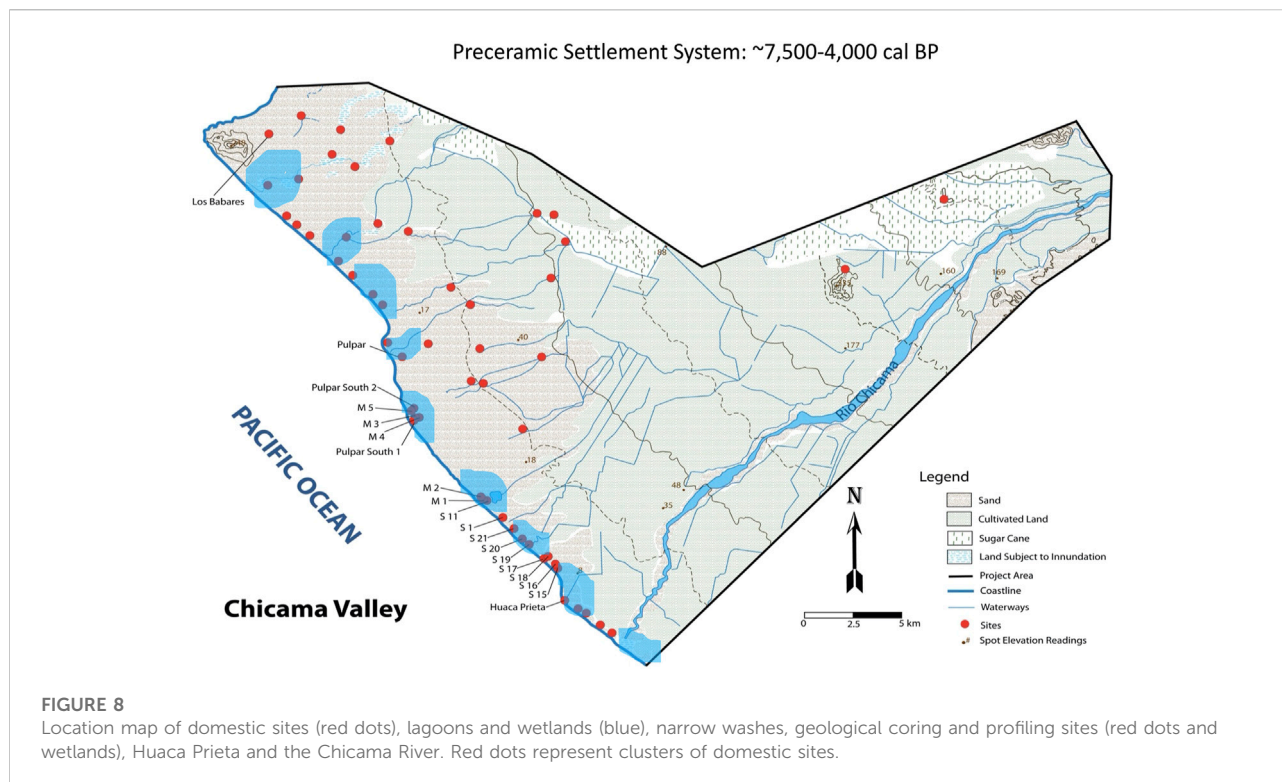 Preceramic Settlement System: ~7,500-4,000 cal BP
Los Babares
88
160
169
17
40
177
Pulpar
Rio Chicama
Pulpar South 2
M 5
M 3
M 4
Pulpar South 1
PACIFIC OCEAN
18
48
35
M 2
M 1
S 11
S 1
S 21
S 20
S 19
S 17
S 18
S 16
S 15
Huaca Prieta
Chicama Valley
N
0 2.5 5 km
Legend
Sand
Cultivated Land
Sugar Cane
Land Subject to Innundation
Project Area
Coastline
Waterways
Sites
Spot Elevation Readings
FIGURE 8
Location map of domestic sites (red dots), lagoons and wetlands (blue), narrow washes, geological coring and profiling sites (red dots and
wetlands), Huaca Prieta and the Chicama River. Red dots represent clusters of domestic sites.